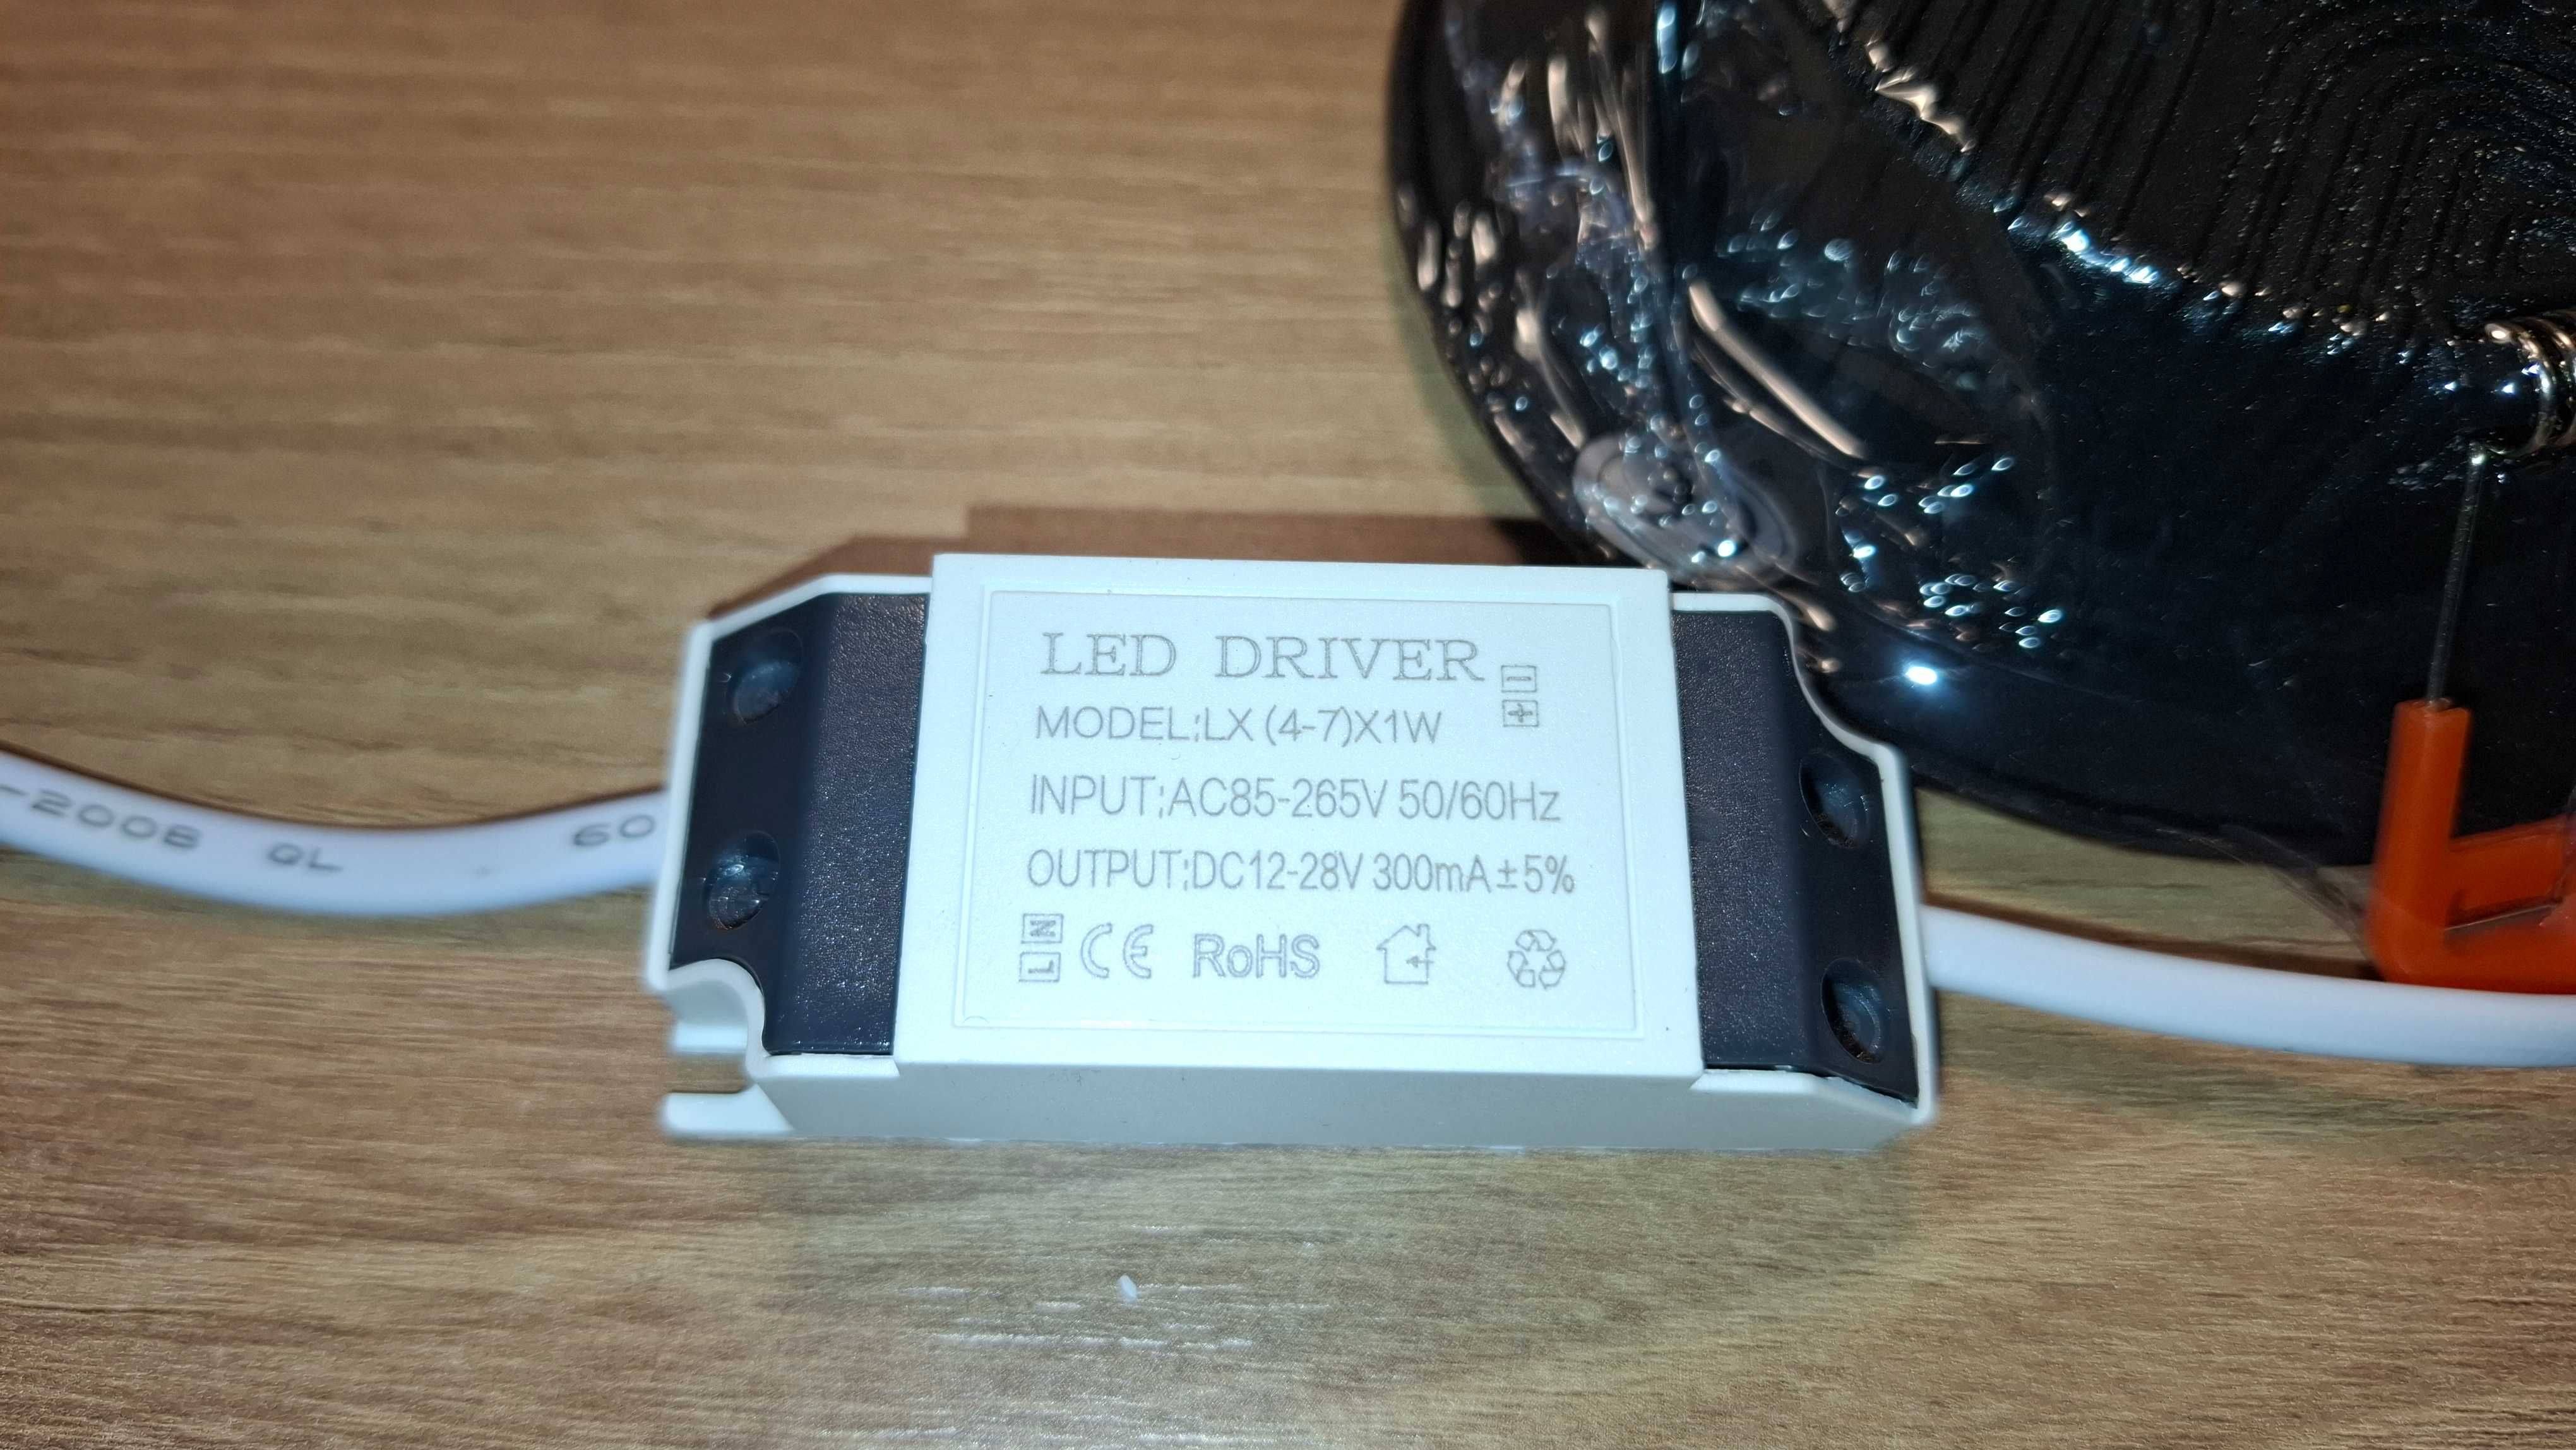 LED DRIVER
MODEL:LX (4-7)X1W
INPUT:AC85-265V 50/60Hz
OUTPUT:DC12-28V 300mA±5%
N
L
CE RoHS
-
+
-2008 QL 60